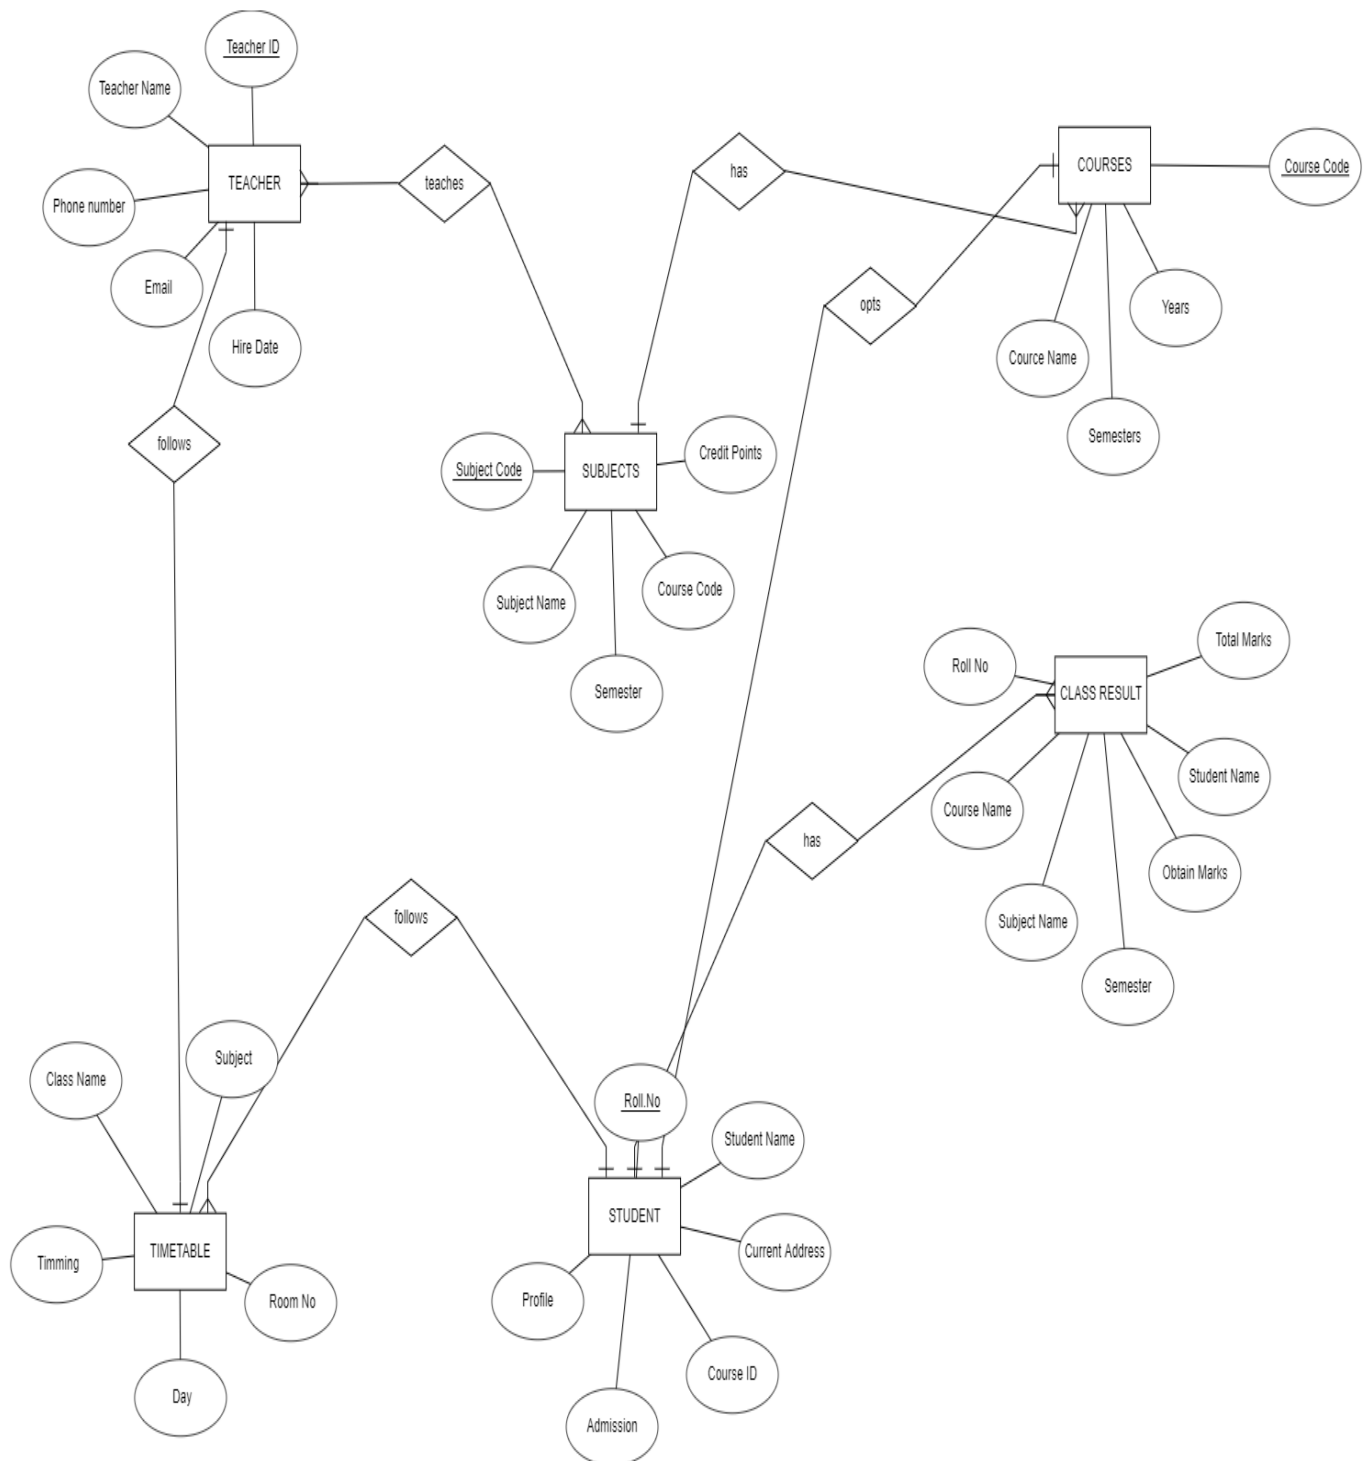 Teacher ID
Teacher Name
TEACHER
Phone number
Email
Hire Date
teaches
has
COURSES
Course Code
opts
Years
Cource Name
Semesters
follows
Subject Code
SUBJECTS
Credit Points
Subject Name
Course Code
Semester
Roll No
Total Marks
CLASS RESULT
Student Name
Course Name
Obtain Marks
Subject Name
Semester
has
follows
Subject
Class Name
Timming
TIMETABLE
Room No
Day
Roll.No
Student Name
STUDENT
Current Address
Profile
Course ID
Admission